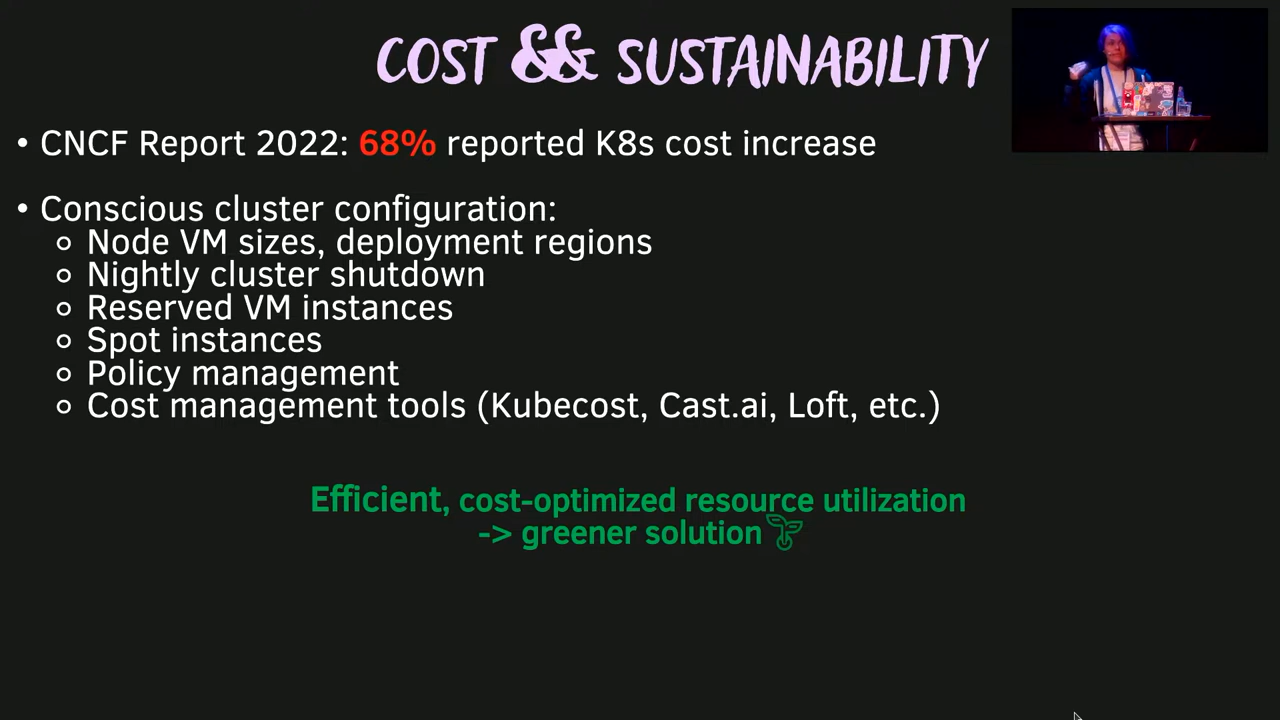 COST && SUSTAINABILITY
• CNCF Report 2022: 68% reported K8s cost increase
• Conscious cluster configuration:
Node VM sizes, deployment regions
Nightly cluster shutdown
Reserved VM instances
Spot instances
Policy management
Cost management tools (Kubecost, Cast.ai, Loft, etc.)
Efficient, cost-optimized resource utilization
-> greener solution